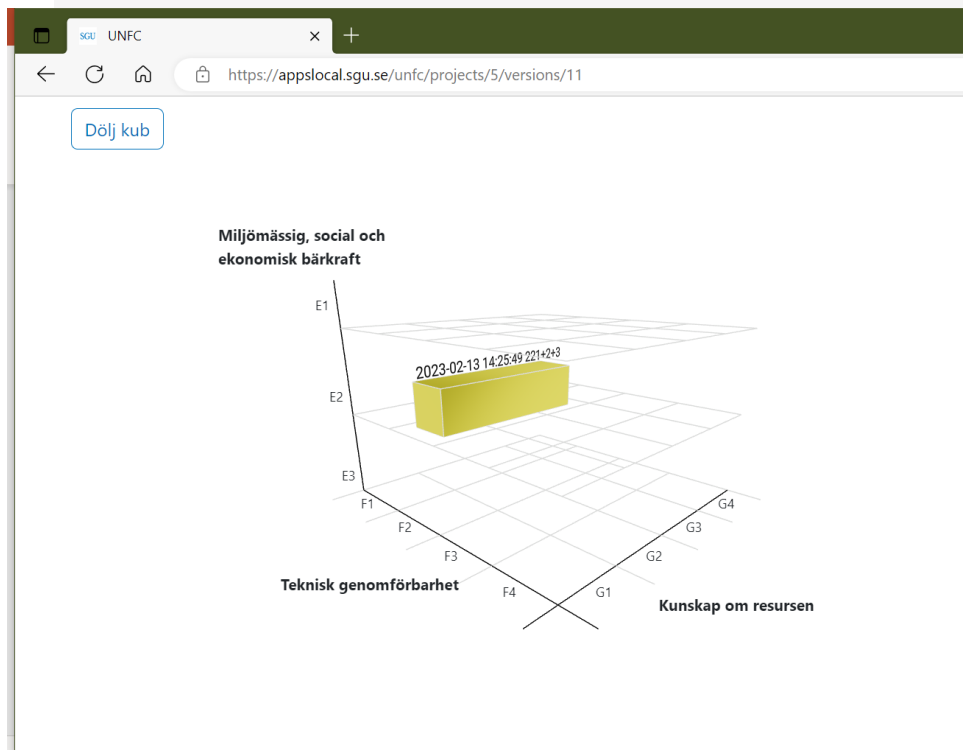 SGU UNFC
https://appslocal.sgu.se/unfc/projects/5/versions/11
Dölj kub
Miljömässig, social och
ekonomisk bärkraft
E1
2023-02-13 14:25:49 221+2+3
E2
E3
F1
F2
F3
F4
G4
G3
G2
G1
Teknisk genomförbarhet
Kunskap om resursen